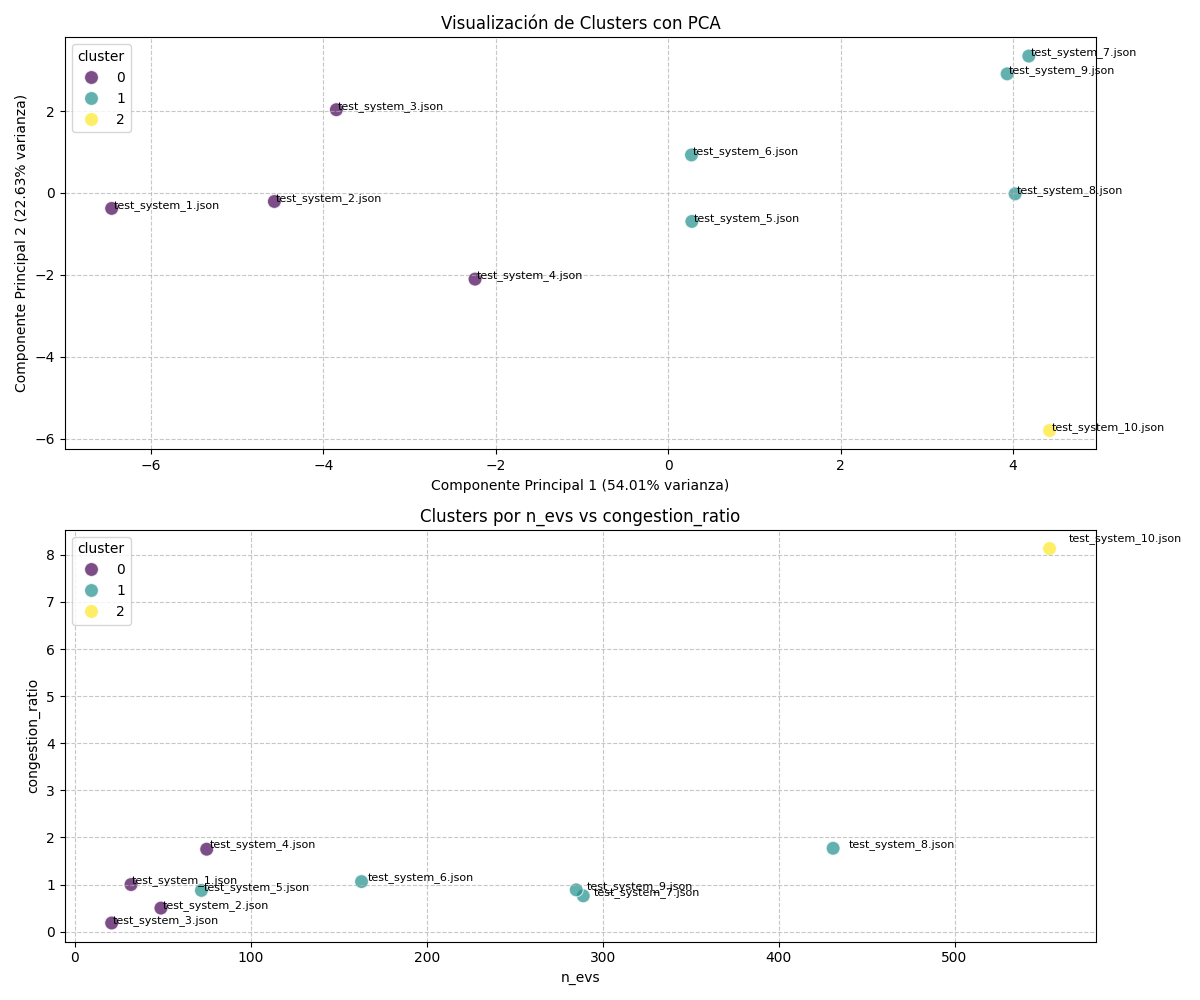 Visualización de Clusters con PCA
cluster
0
1
2
test_system_7.json
test_system_9.json
test_system_3.json
test_system_6.json
test_system_8.json
test_system_1.json
test_system_2.json
test_system_5.json
test_system_4.json
test_system_10.json
2
0
−2
−4
−6
Componente Principal 2 (22.63% varianza)
−6
−4
−2
0
2
4
Componente Principal 1 (54.01% varianza)
Clusters por n_evs vs congestion_ratio
cluster
0
1
2
test_system_10.json
test_system_4.json
test_system_8.json
test_system_1.json
test_system_6.json
test_system_5.json
test_system_9.json
test_system_7.json
test_system_2.json
test_system_3.json
8
7
6
5
4
3
2
1
0
congestion_ratio
0
100
200
300
400
500
n_evs